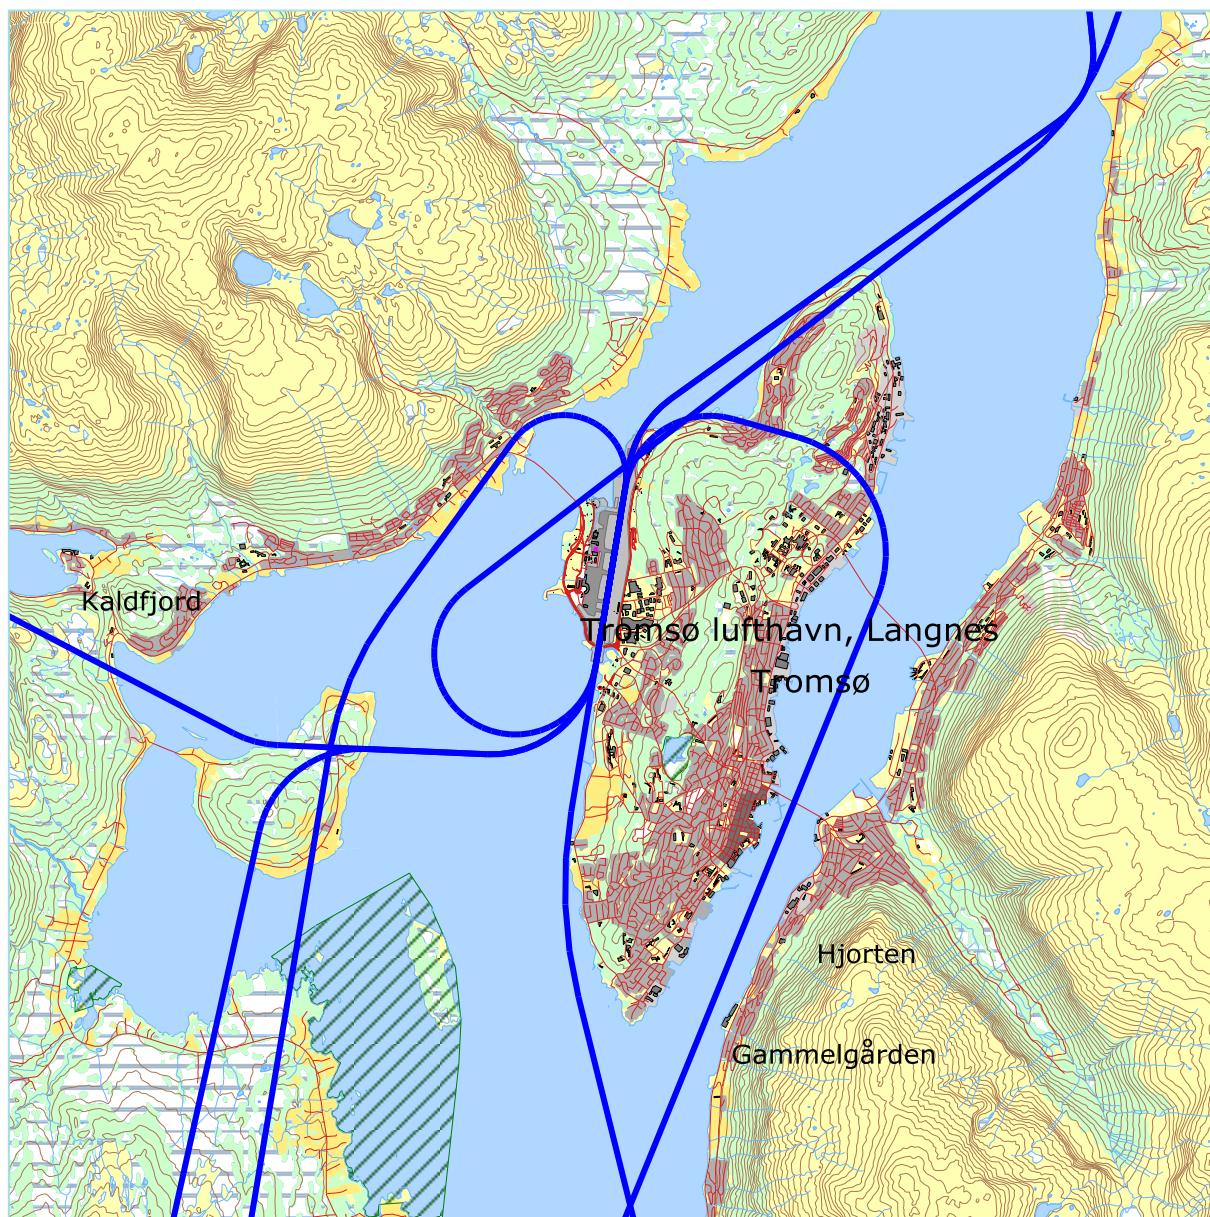 Kaldfjord
Tromsø lufthavn, Langnes
Tromsø
Hjorten
Gammelgården